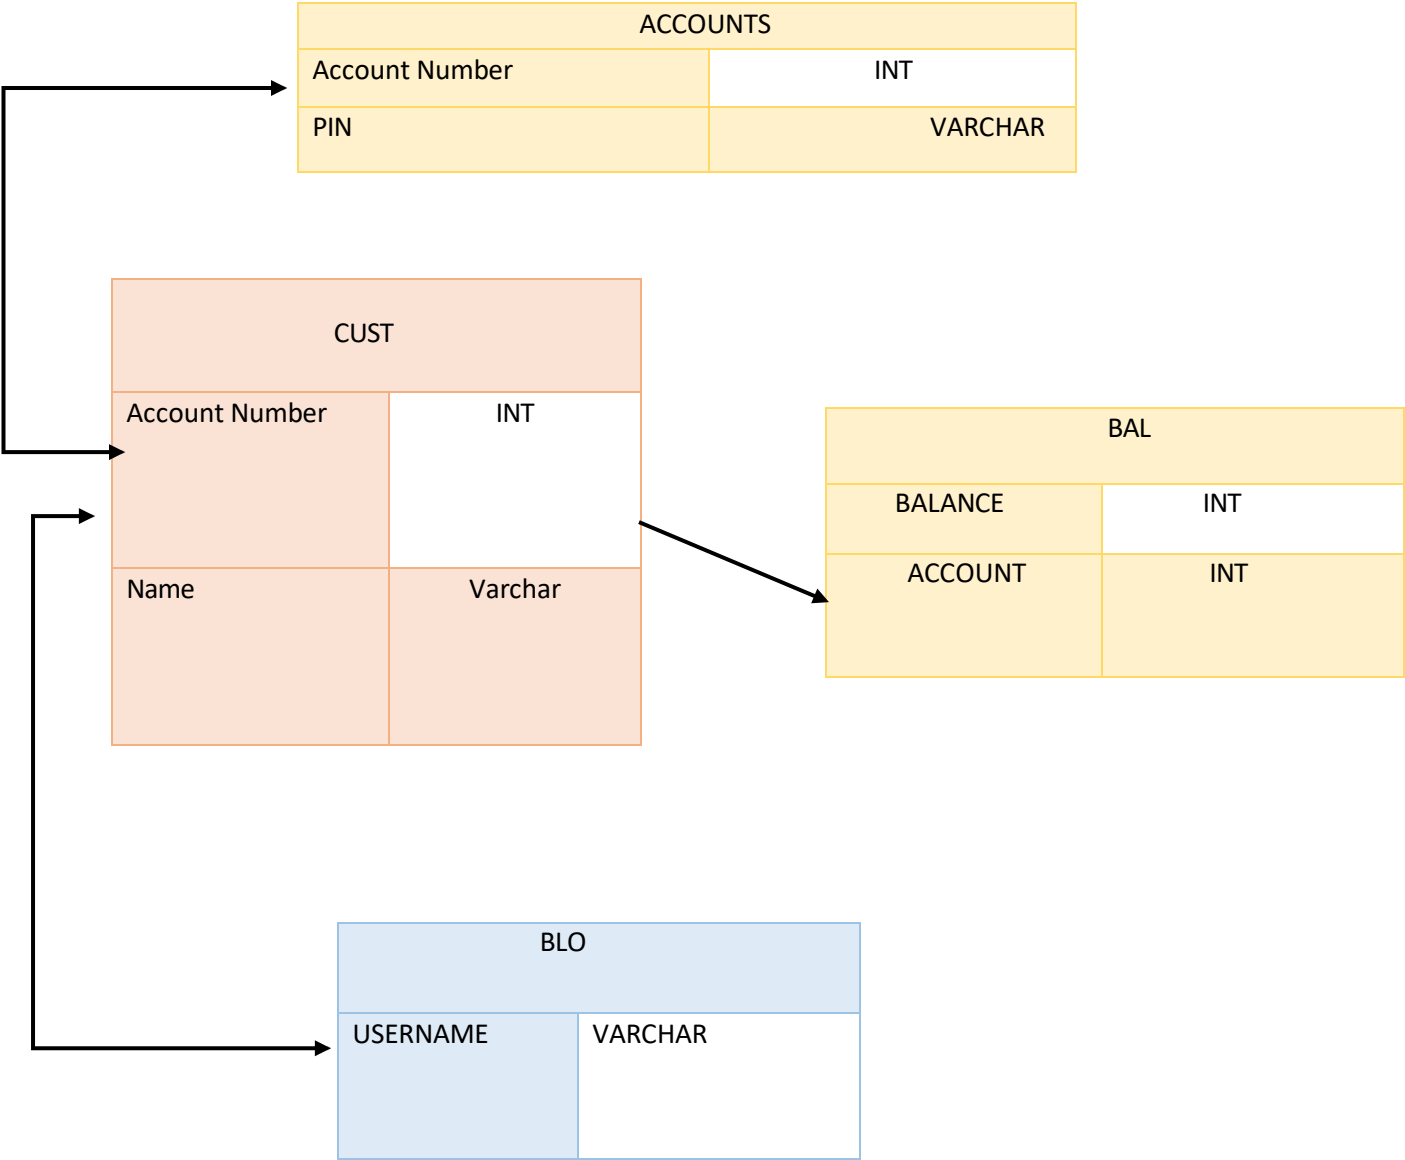 ACCOUNTS
Account Number INT
PIN VARCHAR
CUST
Account Number INT
Name Varchar
BAL
BALANCE INT
ACCOUNT INT
BLO
USERNAME VARCHAR